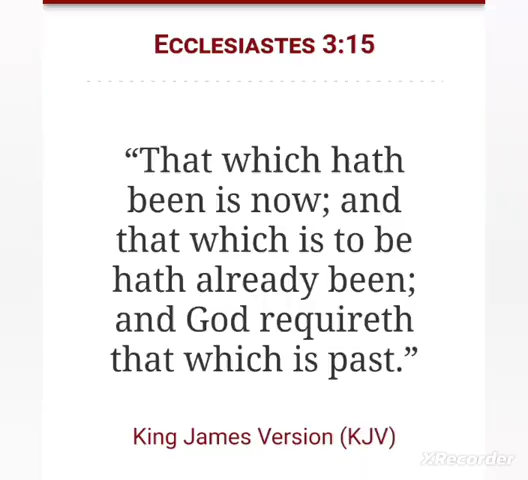 ECCLESIASTES 3:15
“That which hath
been is now; and
that which is to be
hath already been;
and God requireth
that which is past.”
King James Version (KJV)
XRecorder